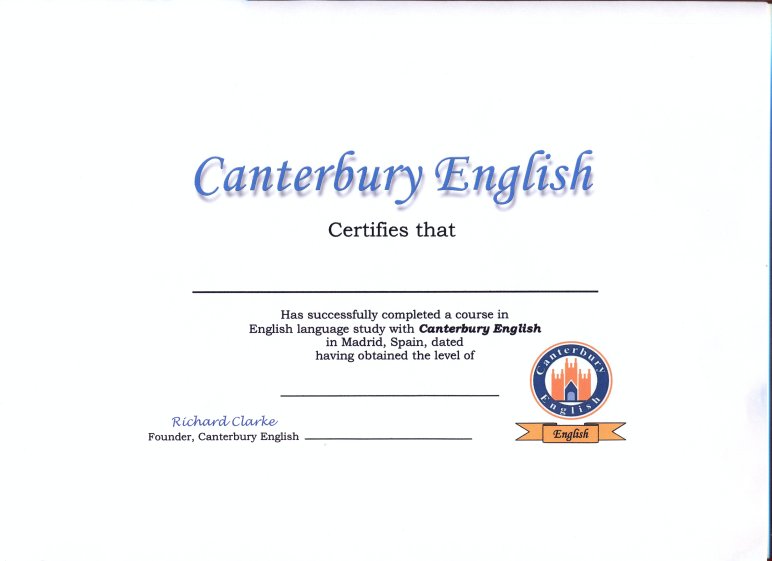 Canterbury English
Certifies that
Has successfully completed a course in
English language study with Canterbury English
in Madrid, Spain, dated
having obtained the level of
Canterbury
English
English
Richard Clarke
Founder, Canterbury English